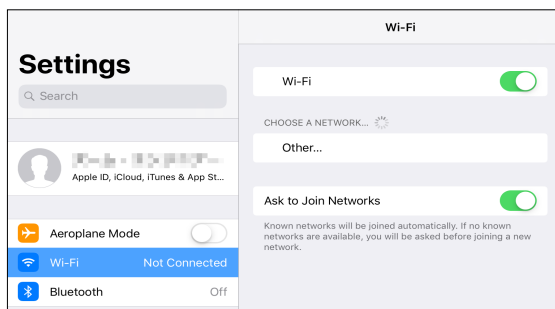 Settings
Search
Apple ID, iCloud, iTunes & App St...
Aeroplane Mode
Wi-Fi Not Connected
Bluetooth Off
Wi-Fi
Wi-Fi
CHOOSE A NETWORK...
Other...
Ask to Join Networks
Known networks will be joined automatically. If no known
networks are available, you will be asked before joining a new
network.